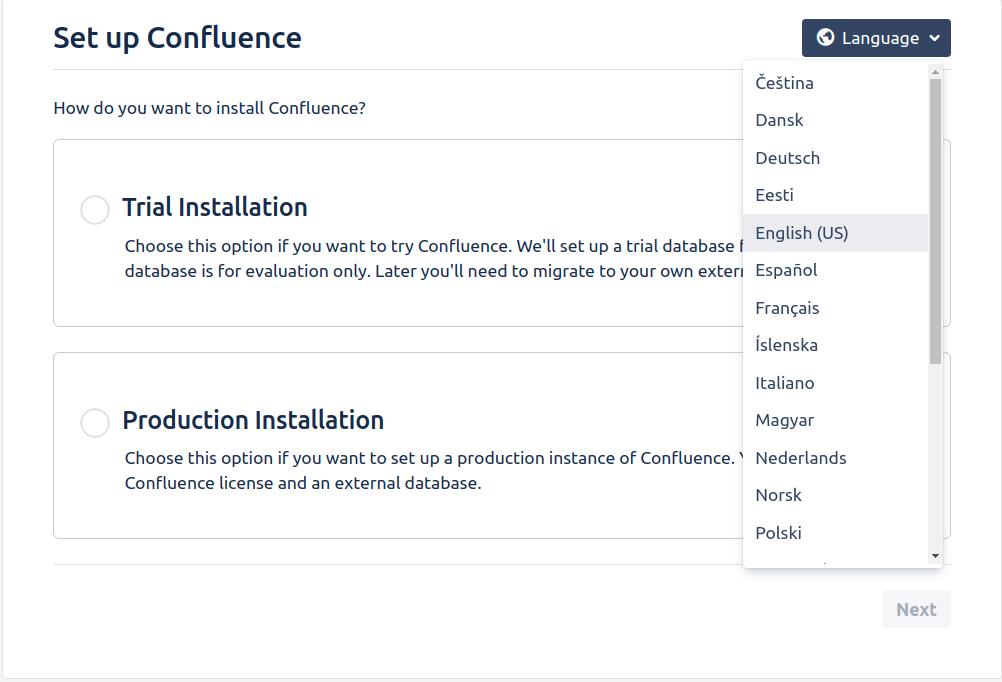 Set up Confluence
Language
How do you want to install Confluence?
Trial Installation
Choose this option if you want to try Confluence. We'll set up a trial database
database is for evaluation only. Later you'll need to migrate to your own
Production Installation
Choose this option if you want to set up a production instance of Confluence.
Confluence license and an external database.
Čeština
Dansk
Deutsch
Eesti
English (US)
Español
Français
Íslenska
Italiano
Magyar
Nederlands
Norsk
Polski
Next